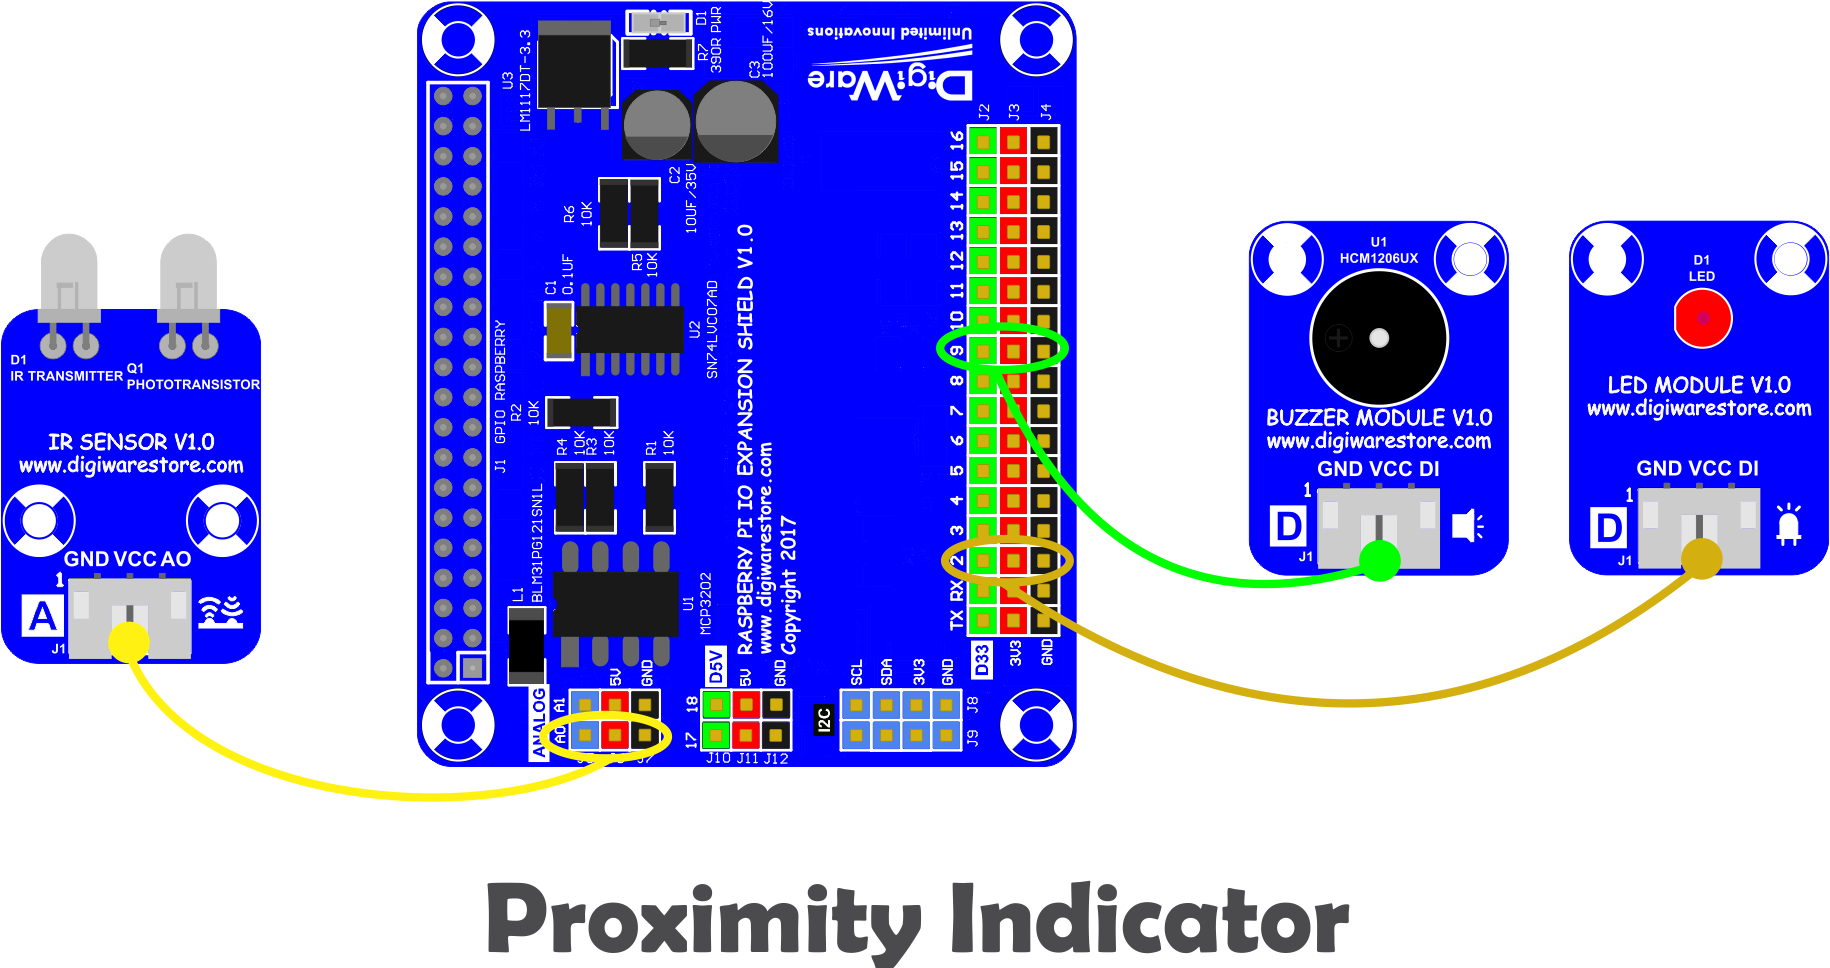 D1
IR TRANSMITTER
Q1
PHOTOTRANSISTOR
IR SENSOR V1.0
www.digiwarestore.com
GND VCC AO
1
A
J1
U3
LM1117DT-3.3
D1
PWR
R7
390R
C3
100UF/16V
C2
10UF/35V
R6
10K
R5
10K
C1
0.1UF
U2
SN74LVC07AD
J1 GPIO RASPBERRY
R2
10K
R4
10K
R3
10K
R1
10K
BLM31PG121SN1L
L1
U1
MCP3202
RASPBERRY PI IO EXPANSION SHIELD V1.0
www.digiwarestore.com
Copyright 2017
DigiWare
Unlimited Innovations
J2
J3
J4
16
15
14
13
12
11
10
9
8
7
6
5
4
3
2
RX
TX
D33
3V3
GND
ANALOG
A1
A0
5V
GND
J7
D5V
5V
GND
18
17
J10
J11
J12
I2C
SCL
SDA
3V3
GND
J8
J9
U1
HCM1206UX
BUZZER MODULE V1.0
www.digiwarestore.com
GND VCC DI
1
D
J1
D1
LED
LED MODULE V1.0
www.digiwarestore.com
GND VCC DI
1
D
J1
Proximity Indicator